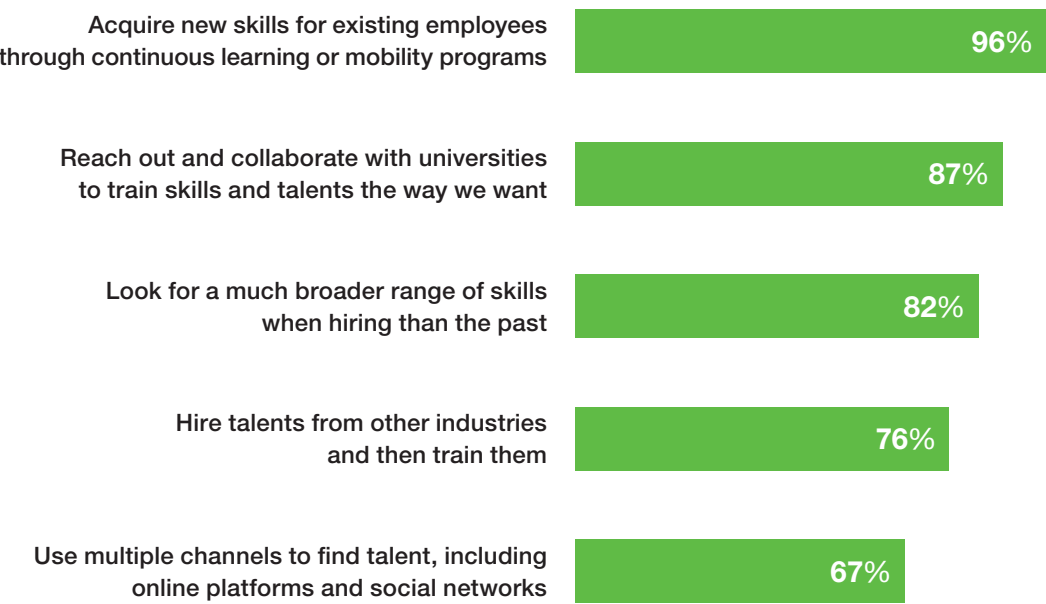 Acquire new skills for existing employees
through continuous learning or mobility programs
96%
Reach out and collaborate with universities
to train skills and talents the way we want
87%
Look for a much broader range of skills
when hiring than the past
82%
Hire talents from other industries
and then train them
76%
Use multiple channels to find talent, including
online platforms and social networks
67%